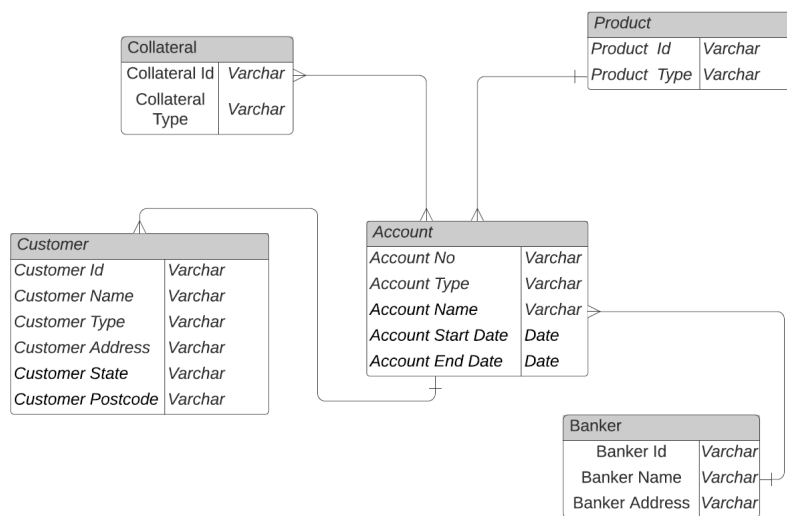 Product
Product Id Varchar
Product Type Varchar
Collateral
Collateral Id Varchar
Collateral
Type Varchar
Customer
Customer Id Varchar
Customer Name Varchar
Customer Type Varchar
Customer Address Varchar
Customer State Varchar
Customer Postcode Varchar
Account
Account No Varchar
Account Type Varchar
Account Name Varchar
Account Start Date Date
Account End Date Date
Banker
Banker Id Varchar
Banker Name Varchar
Banker Address Varchar